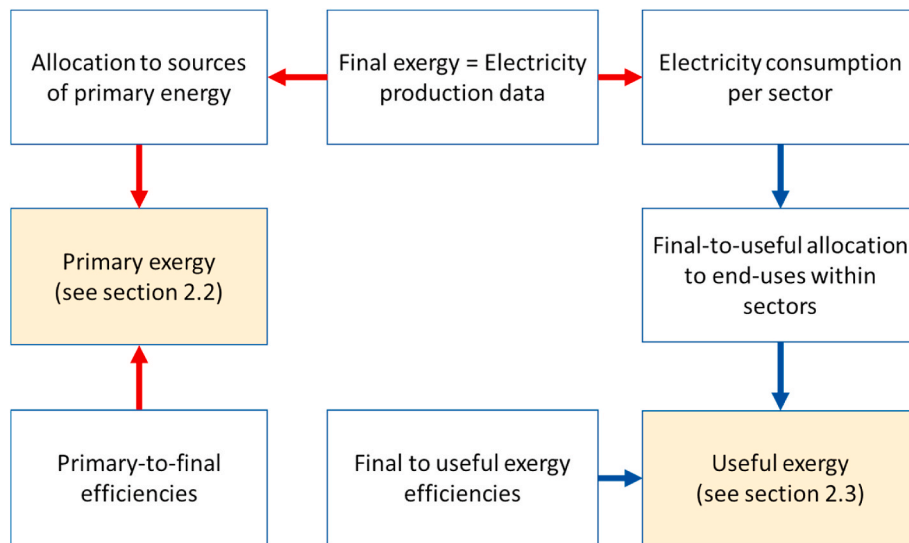 Allocation to sources
of primary energy
Final exergy = Electricity
production data
Electricity consumption
per sector
Primary exergy
(see section 2.2)
Final-to-useful allocation
to end-uses within
sectors
Primary-to-final
efficiencies
Final to useful exergy
efficiencies
Useful exergy
(see section 2.3)